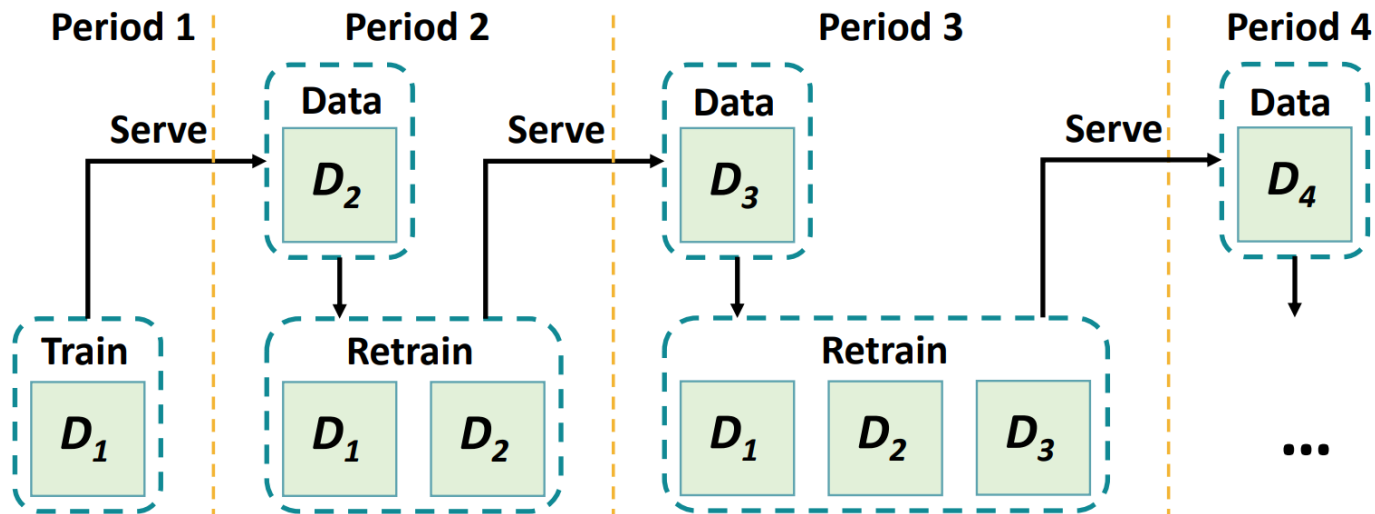 Period 1
Period 2
Period 3
Period 4
Data
Data
Data
Serve
Serve
Serve
D2
D3
D4
Train
Retrain
Retrain
D1
D1
D2
D1
D2
D3
...